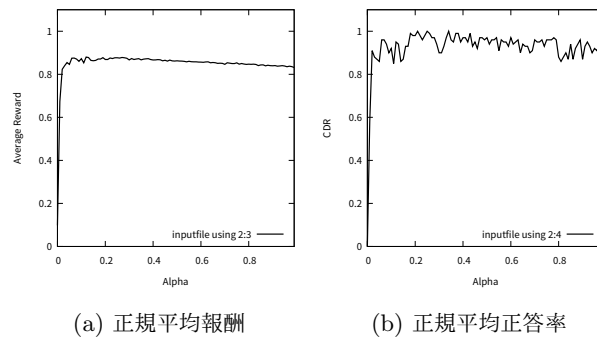 1
0.8
0.6
0.4
0.2
0
0 0.2 0.4 0.6 0.8
Average Reward
Alpha
inputfile using 2:3
(a) 正規平均報酬
1
0.8
0.6
0.4
0.2
0
0 0.2 0.4 0.6 0.8
CDR
Alpha
inputfile using 2:4
(b) 正規平均正答率